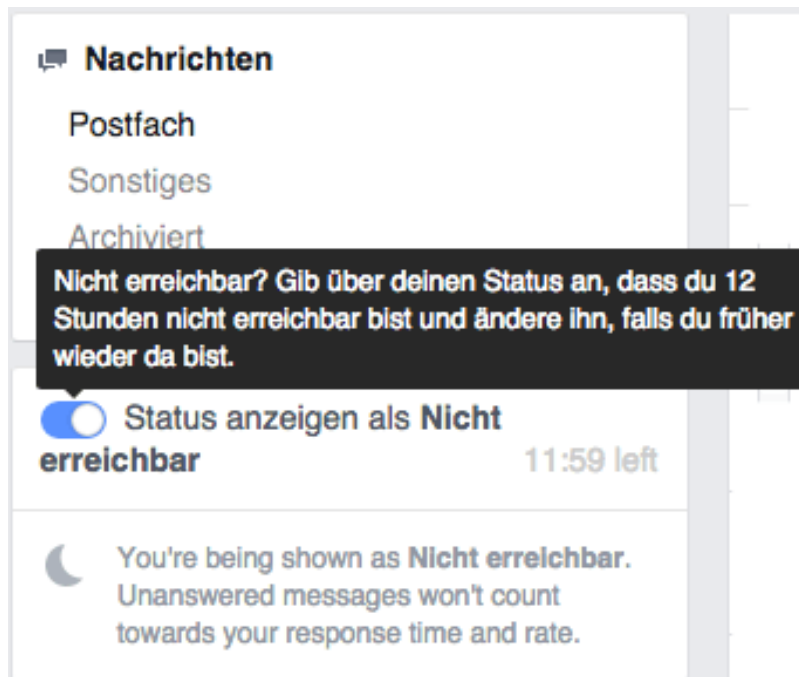 Nachrichten
Postfach
Sonstiges
Archiviert
Nicht erreichbar? Gib über deinen Status an, dass du 12
Stunden nicht erreichbar bist und ändere ihn, falls du früher
wieder da bist.
Status anzeigen als Nicht
erreichbar 11:59 left
You're being shown as Nicht erreichbar.
Unanswered messages won't count
towards your response time and rate.